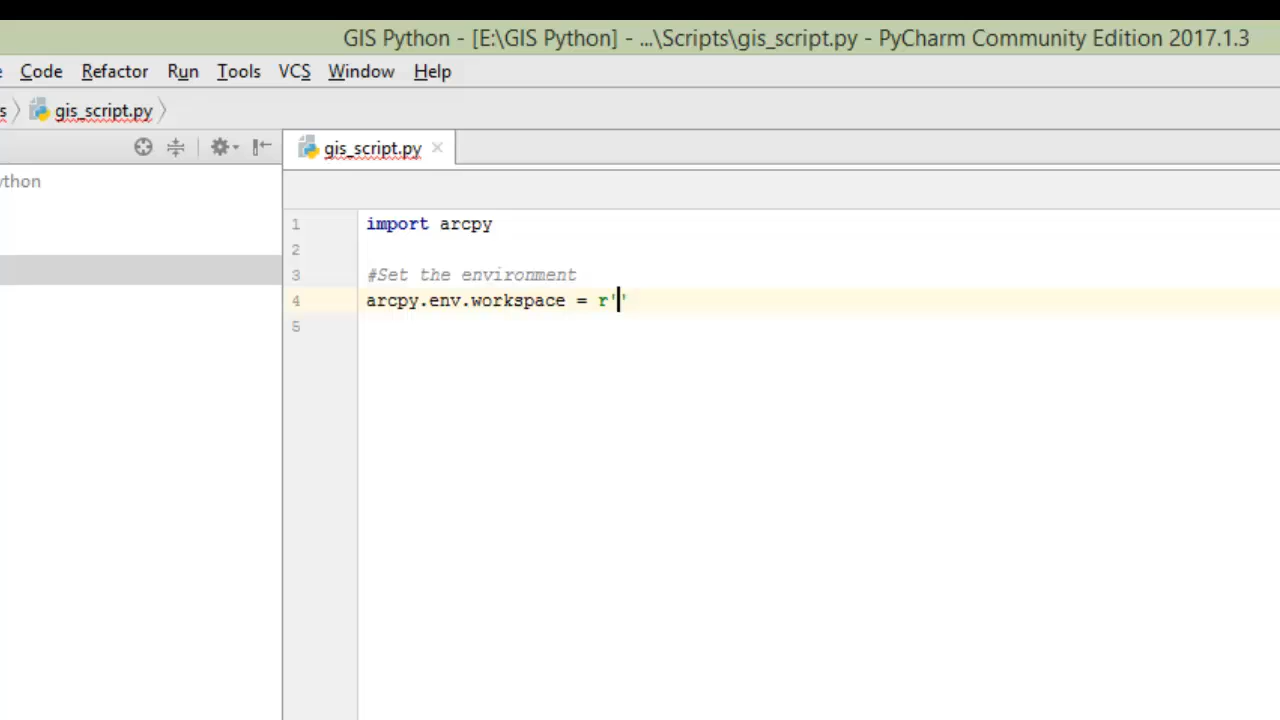 GIS Python - [E:\GIS Python] - ...\Scripts\gis_script.py - PyCharm Community Edition 2017.1.3
Code Refactor Run Tools VCS Window Help
s gis_script.py
gis_script.py
ython
1 import arcpy
2
3 #Set the environment
4 arcpy.env.workspace = r''
5